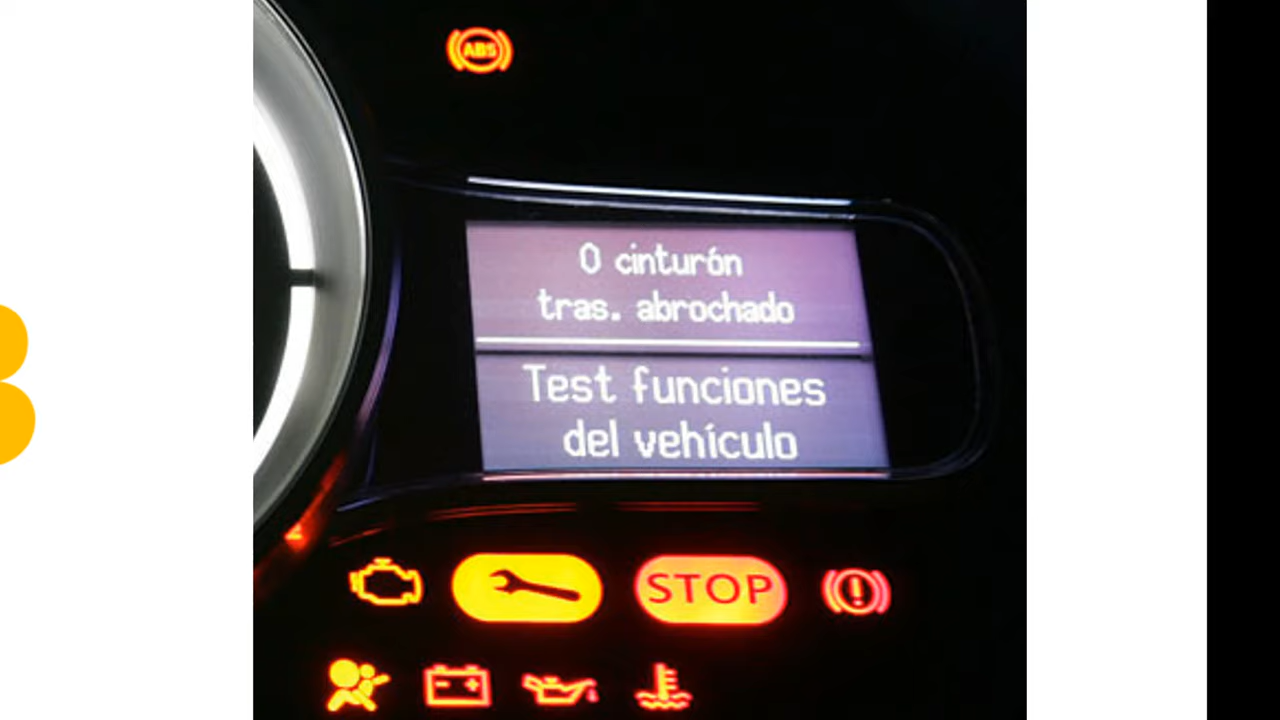 ABS
0 cinturón
tras. abrochado
Test funciones
del vehículo
STOP